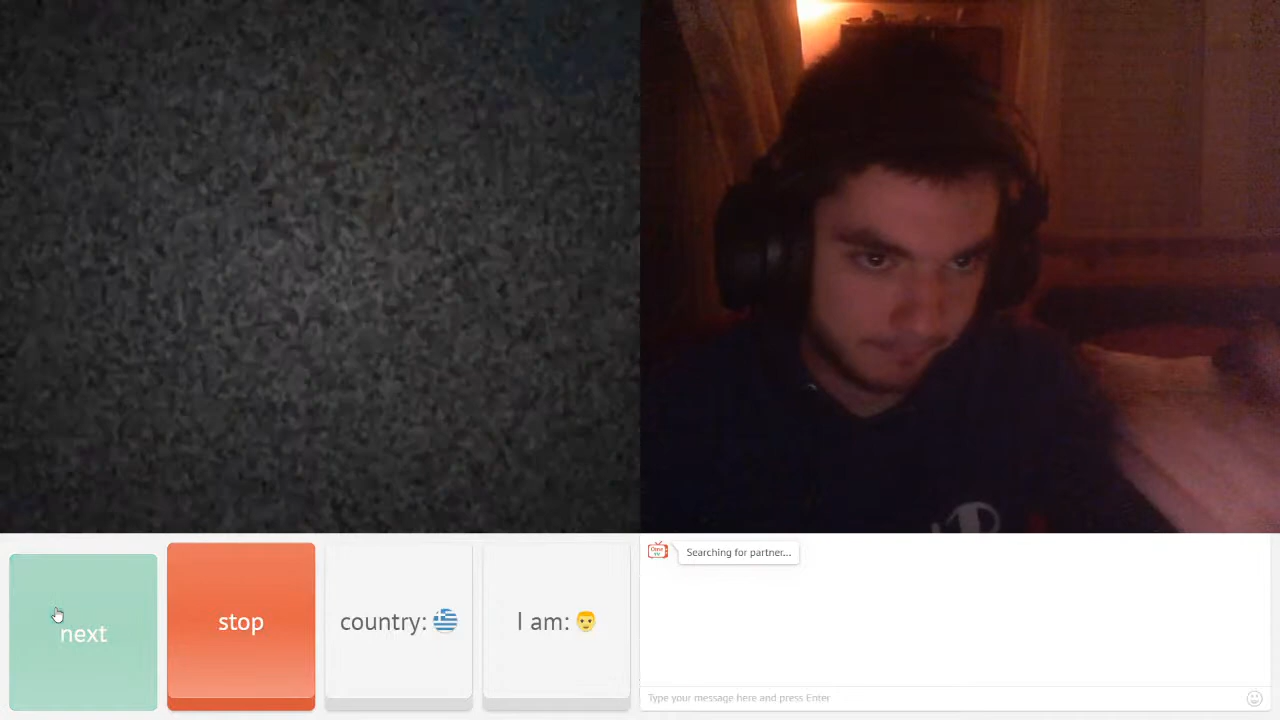 Searching for partner...
next
stop
country:
I am:
Type your message here and press Enter